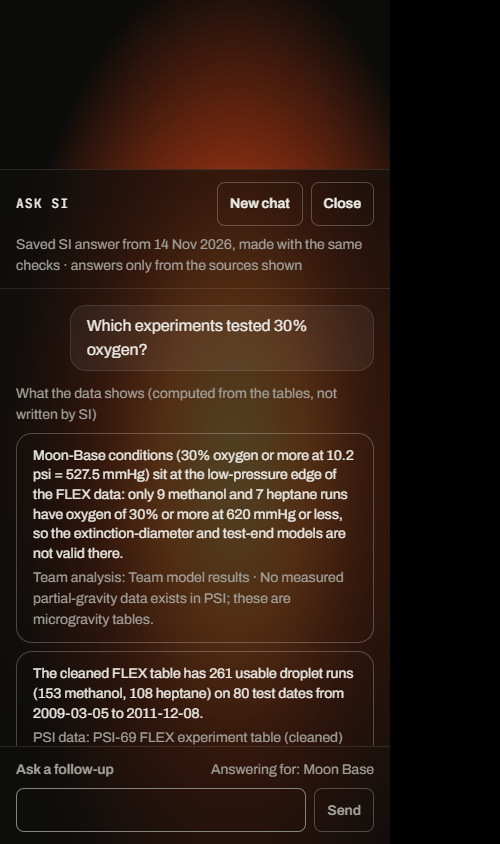 ASK SI
New chat
Close
Saved SI answer from 14 Nov 2026, made with the same
checks · answers only from the sources shown
Which experiments tested 30%
oxygen?
What the data shows (computed from the tables, not
written by SI)
Moon-Base conditions (30% oxygen or more at 10.2
psi = 527.5 mmHg) sit at the low-pressure edge of
the FLEX data: only 9 methanol and 7 heptane runs
have oxygen of 30% or more at 620 mmHg or less,
so the extinction-diameter and test-end models are
not valid there.
Team analysis: Team model results · No measured
partial-gravity data exists in PSI; these are
microgravity tables.
The cleaned FLEX table has 261 usable droplet runs
(153 methanol, 108 heptane) on 80 test dates from
2009-03-05 to 2011-12-08.
PSI data: PSI-69 FLEX experiment table (cleaned)
Ask a follow-up
Answering for: Moon Base
Send